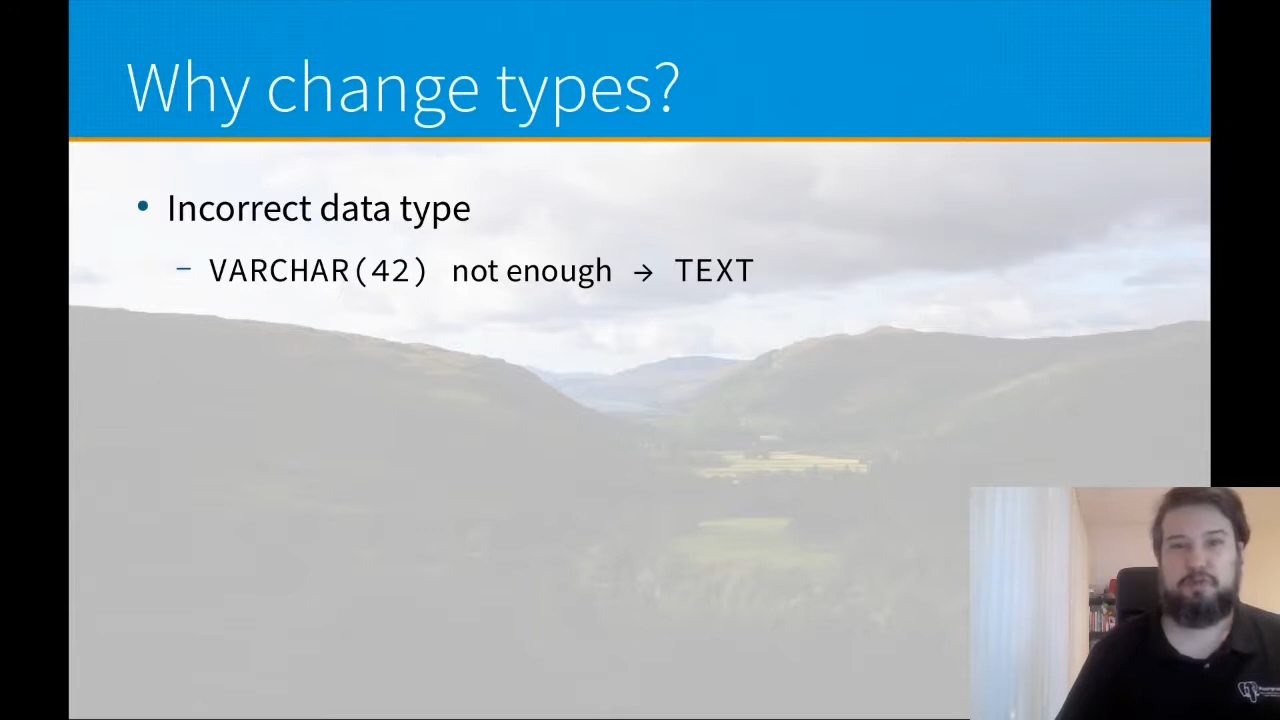 Why change types?
• Incorrect data type
– VARCHAR(42) not enough → TEXT